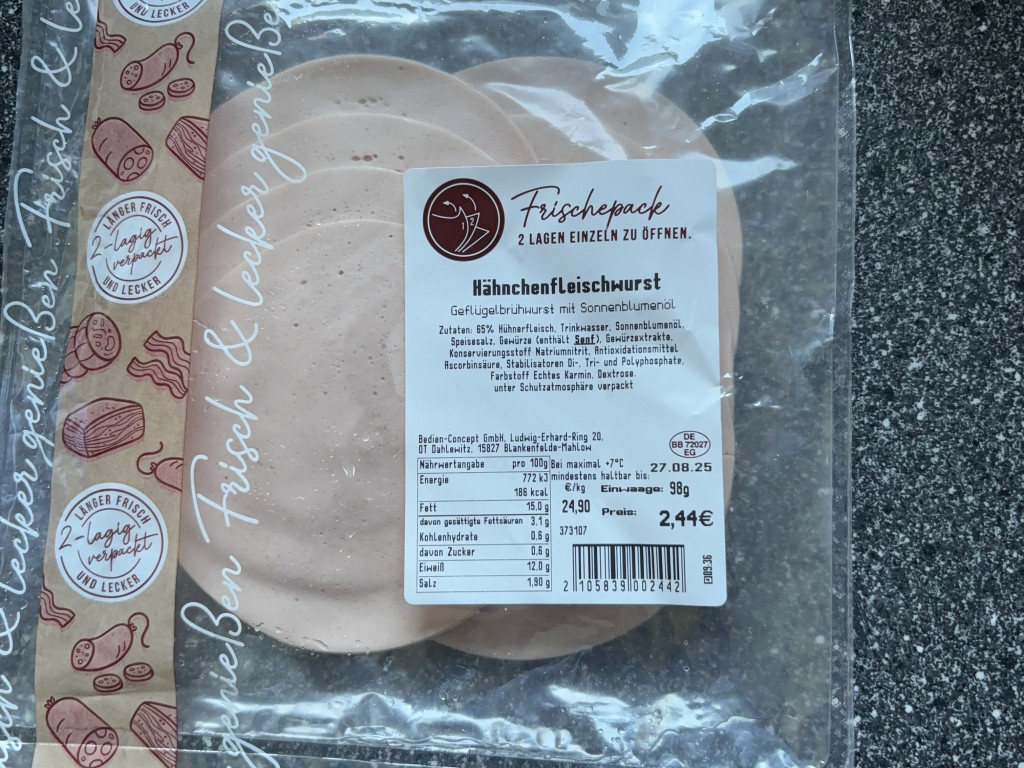 UND LECKER
Frisch & le
genießen
Frisch & lecker genießen
& lecker genießen Frisch & le
LÄNGER FRISCH
2-lagig
verpackt
UND LECKER
LÄNGER FRISCH
2-lagig
verpackt
UND LECKER
Frischepack
2 LAGEN EINZELN ZU ÖFFNEN.
Hähnchenfleischwurst
Geflügelbrühwurst mit Sonnenblumenöl
Zutaten: 65% Hühnerfleisch, Trinkwasser, Sonnenblumenöl,
Speisesalz, Gewürze (enthält Senf), Gewürzextrakte,
Konservierungsstoff Natriumnitrit, Antioxidationsmittel
Ascorbinsäure, Stabilisatoren Di-, Tri- und Polyphosphate,
Farbstoff Echtes Karmin, Dextrose.
unter Schutzatmosphäre verpackt
Bedien-Concept GmbH, Ludwig-Erhard-Ring 20,
OT Dahlewitz, 15827 Blankenfelde-Mahlow
DE
BB 72027
EG
Nährwertangabe pro 100g
Energie 772 kJ
186 kcal
Fett 15,0 g
davon gesättigte Fettsäuren 3,1 g
Kohlenhydrate 0,6 g
davon Zucker 0,6 g
Eiweiß 12,0 g
Salz 1,90 g
Bei maximal +7°C
mindestens haltbar bis: 27.08.25
€/kg Einwaage: 98g
24,90 Preis: 2,44€
373107
2 105839 002442
09.36